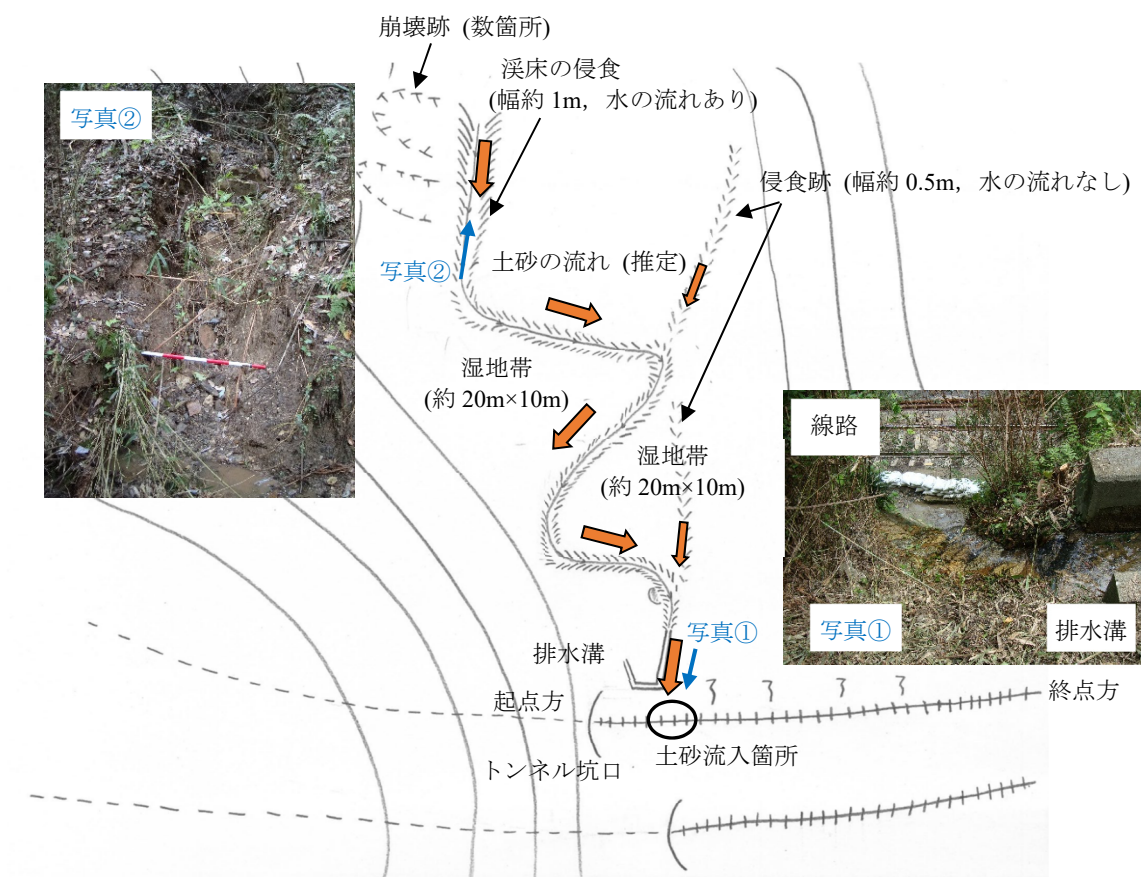 崩壊跡 (数箇所)
渓床の侵食
(幅約 1m，水の流れあり)
写真②
侵食跡 (幅約 0.5m，水の流れなし)
写真②
土砂の流れ (推定)
湿地帯
(約 20m×10m)
線路
湿地帯
(約 20m×10m)
写真①
排水溝
写真①
排水溝
起点方
終点方
土砂流入箇所
トンネル坑口